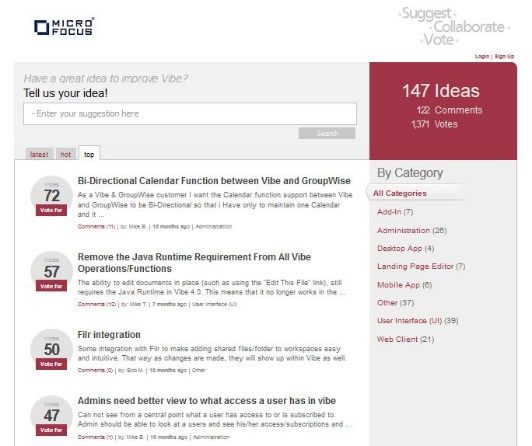 MICRO
FOCUS
Suggest
Collaborate
Vote
Login | Sign Up
Have a great idea to improve Vibe?
Tell us your idea!
- Enter your suggestion here
Search
147 Ideas
122 Comments
1,371 Votes
latest hot top
votes
72
Vote for
Bi-Directional Calendar Function between Vibe and GroupWise
As a Vibe & GroupWise customer I want the Calendar function support between Vibe
and GroupWise to be Bi-Directional so that i Have only to maintain one Calendar
and it ...
Comments (11) | by: Mike B. | 10 months ago | Administration
votes
57
Vote for
Remove the Java Runtime Requirement From All Vibe
Operations/Functions
The ability to edit documents in place (such as using the "Edit This File" link), still
requires the Java Runtime in Vibe 4.0. This means that it no longer works in the ...
Comments (12) | by: Mike T. | 7 months ago | User Interface (UI)
votes
50
Vote for
Filr integration
Some integration with Filr to make adding shared files/folder to workspaces easy
and intuitive. That way as changes are made, they will show up within Vibe as well.
Comments (2) | by: Bob M. | 10 months ago | Other
votes
47
Vote for
Admins need better view to what access a user has in vibe
Can not see from a central point what a user has access to or is subscribed to.
Admin should be able to look at a users and see his/her access/subscriptions and ...
Comments (1) | by: Mike B. | 10 months ago | Administration
By Category
All Categories
Add-In (7)
Administration (26)
Desktop App (4)
Landing Page Editor (7)
Mobile App (6)
Other (37)
User Interface (UI) (39)
Web Client (21)